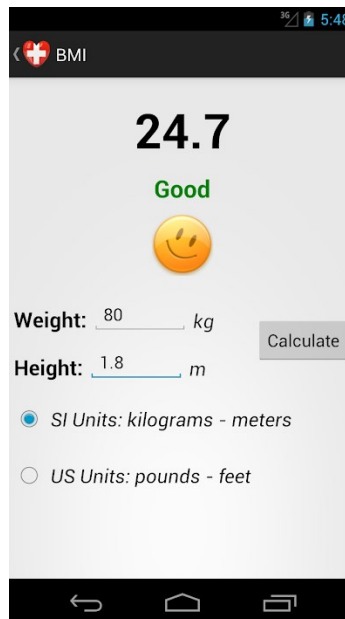 3G 5:48
BMI
24.7
Good
Weight: 80 kg
Calculate
Height: 1.8 m
SI Units: kilograms - meters
US Units: pounds - feet